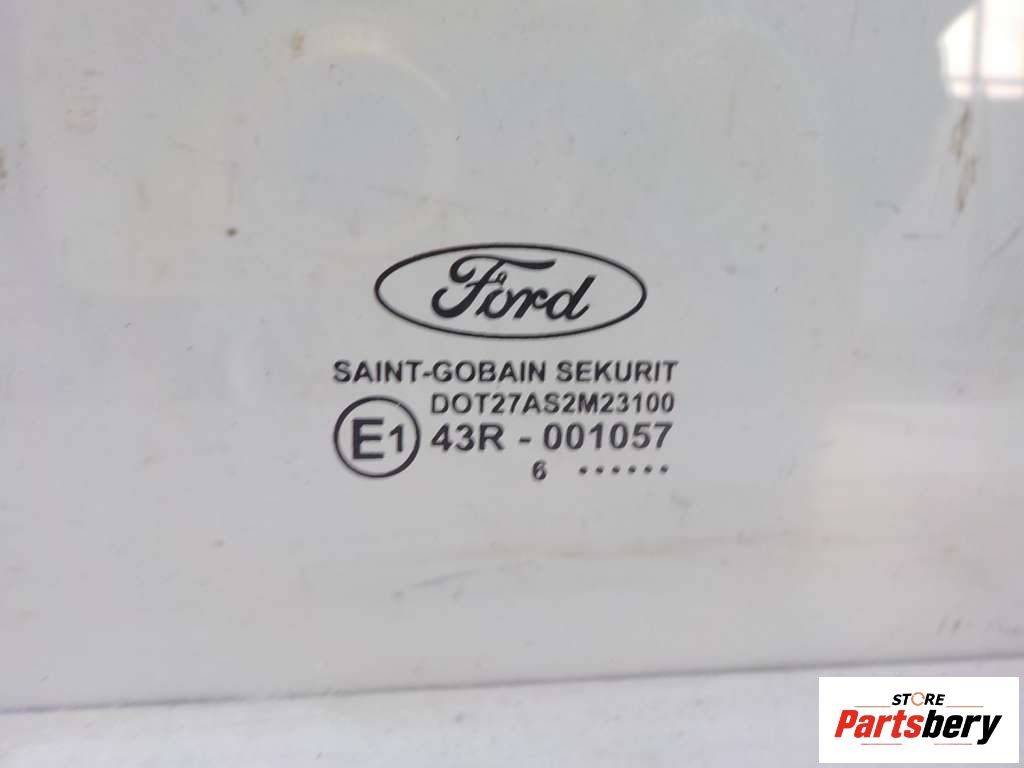 Ford
SAINT-GOBAIN SEKURIT
DOT27AS2M23100
E1 43R - 001057
6 ······
STORE
Partsbery